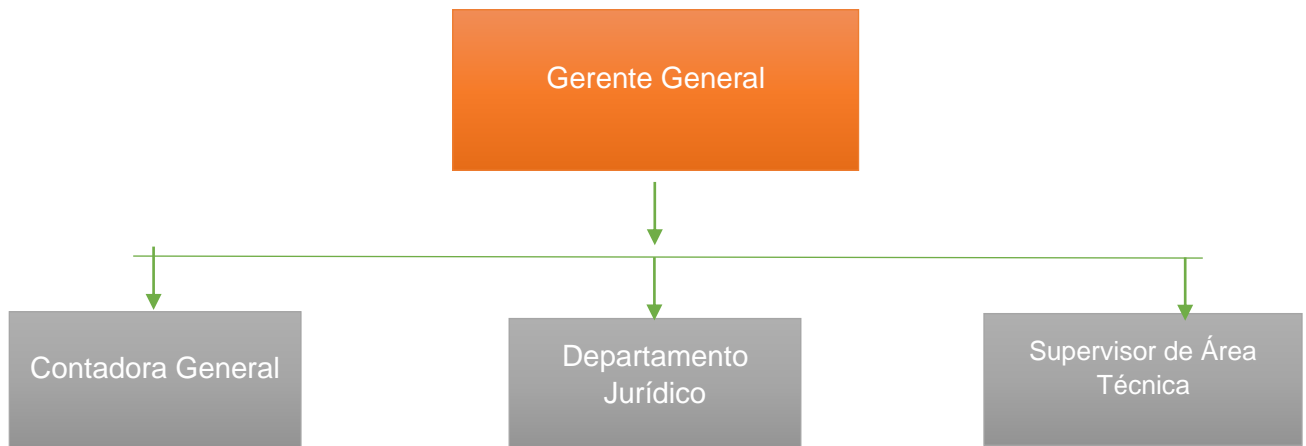 Gerente General
Contadora General
Departamento
Jurídico
Supervisor de Área
Técnica